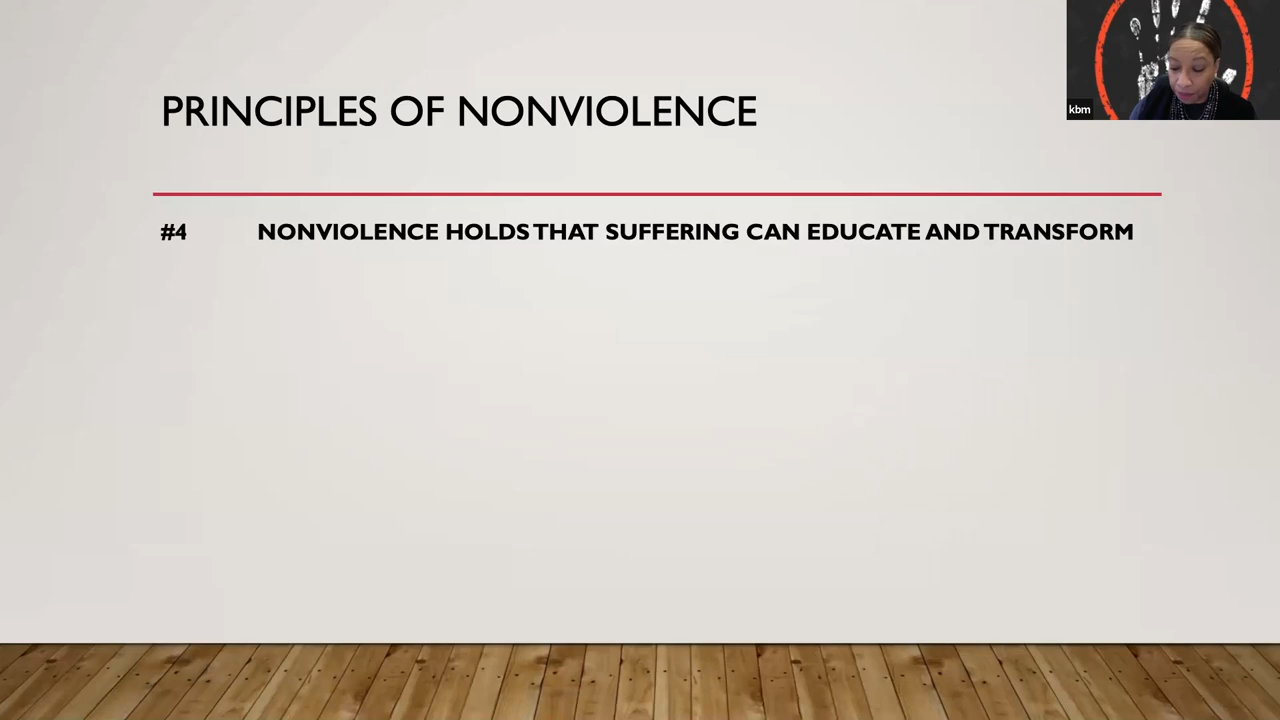 PRINCIPLES OF NONVIOLENCE
kbm
#4 NONVIOLENCE HOLDS THAT SUFFERING CAN EDUCATE AND TRANSFORM